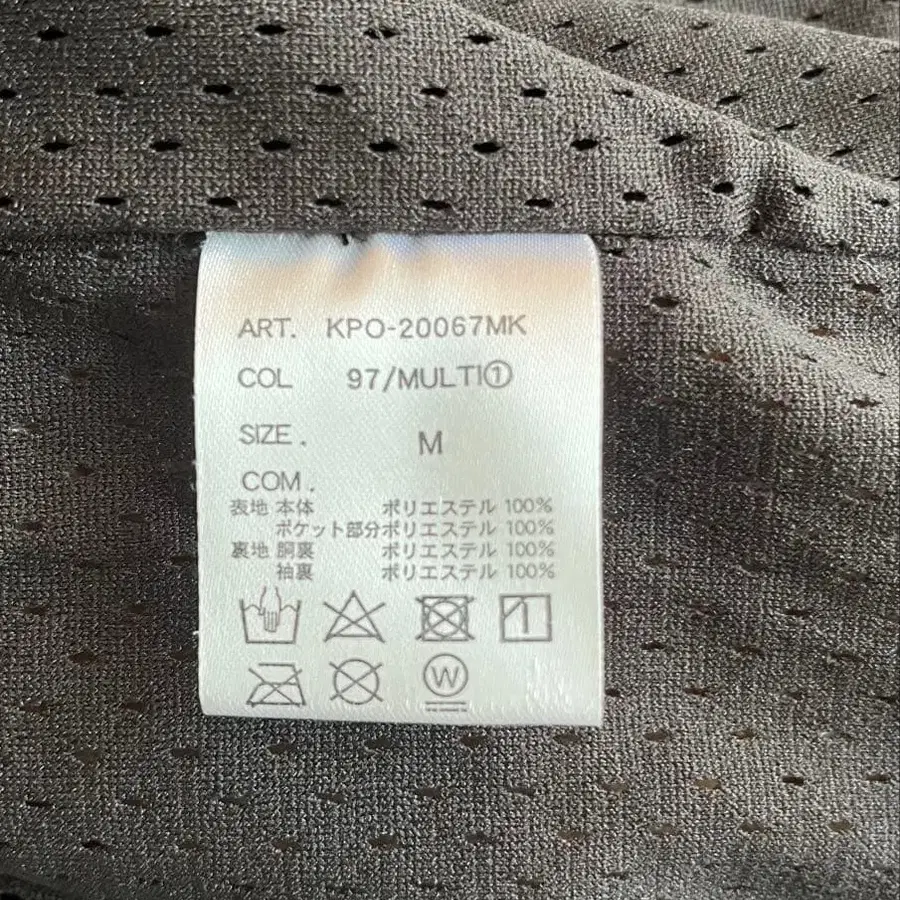 ART. KPO-20067MK
COL 97/MULTI①
SIZE. M
COM.
表地 本体 ポリエステル 100%
ポケット部分 ポリエステル 100%
裏地 胴裏 ポリエステル 100%
袖裏 ポリエステル 100%
1
W